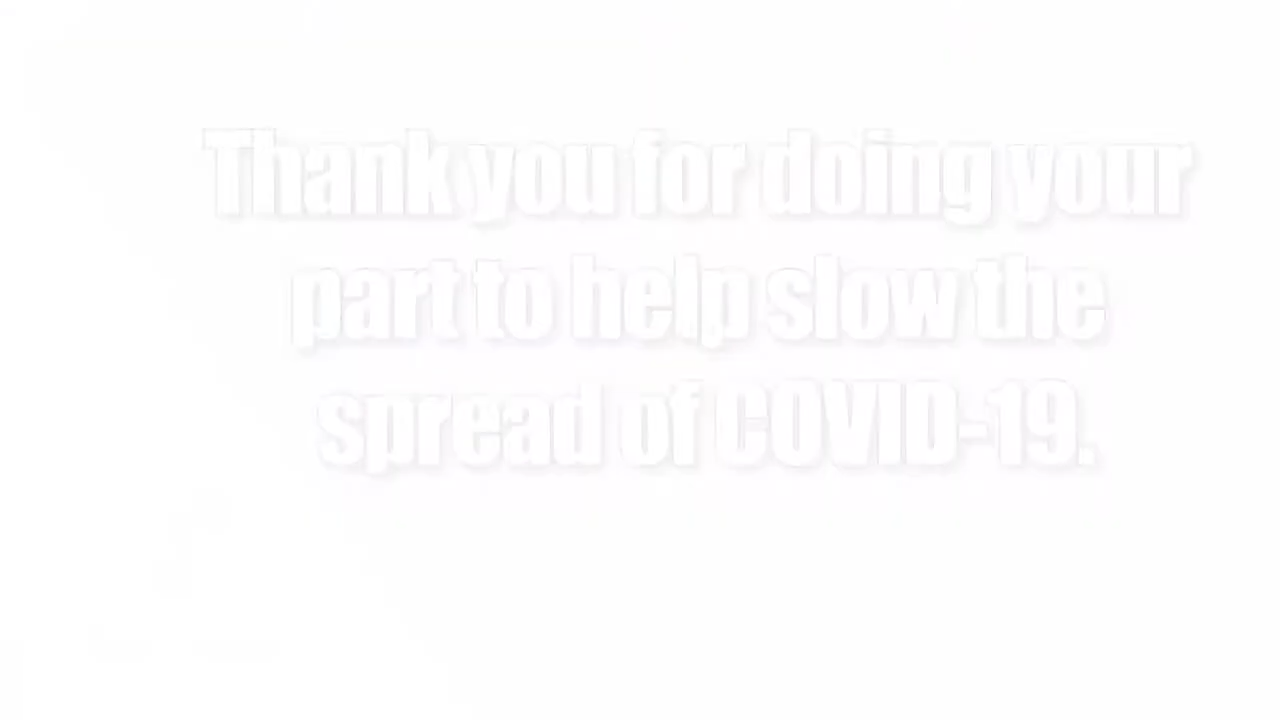 Thank you for doing your
part to help slow the
spread of COVID-19.